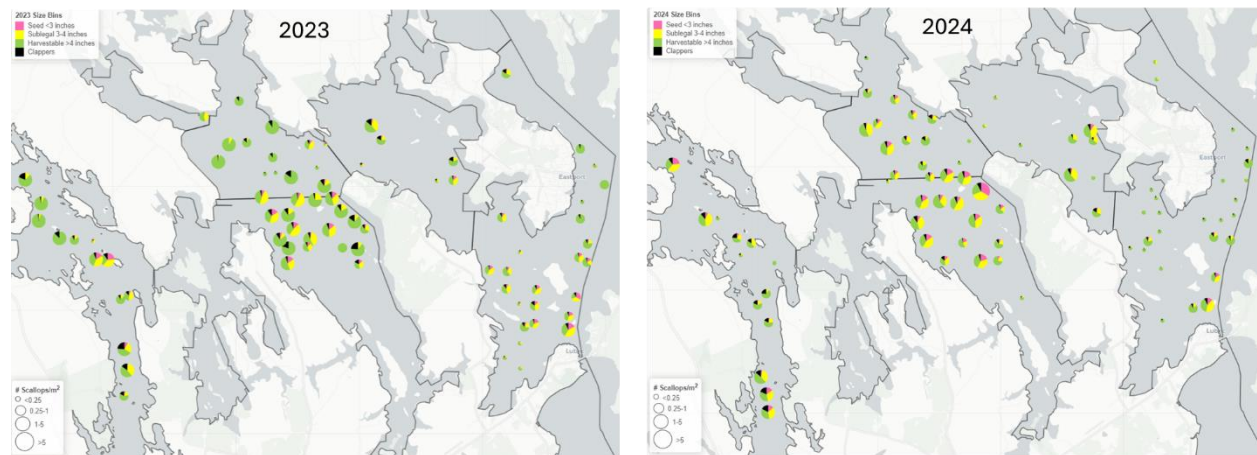 2023 Size Bins
Seed <3 inches
Sublegal 3-4 inches
Harvestable >4 inches
Clappers
2023
Eastport
Lubec
# Scallops/m²
<0.25
0.25-1
1-5
>5
2024 Size Bins
Seed <3 inches
Sublegal 3-4 inches
Harvestable >4 inches
Clappers
2024
Eastport
# Scallops/m²
<0.25
0.25-1
1-5
>5